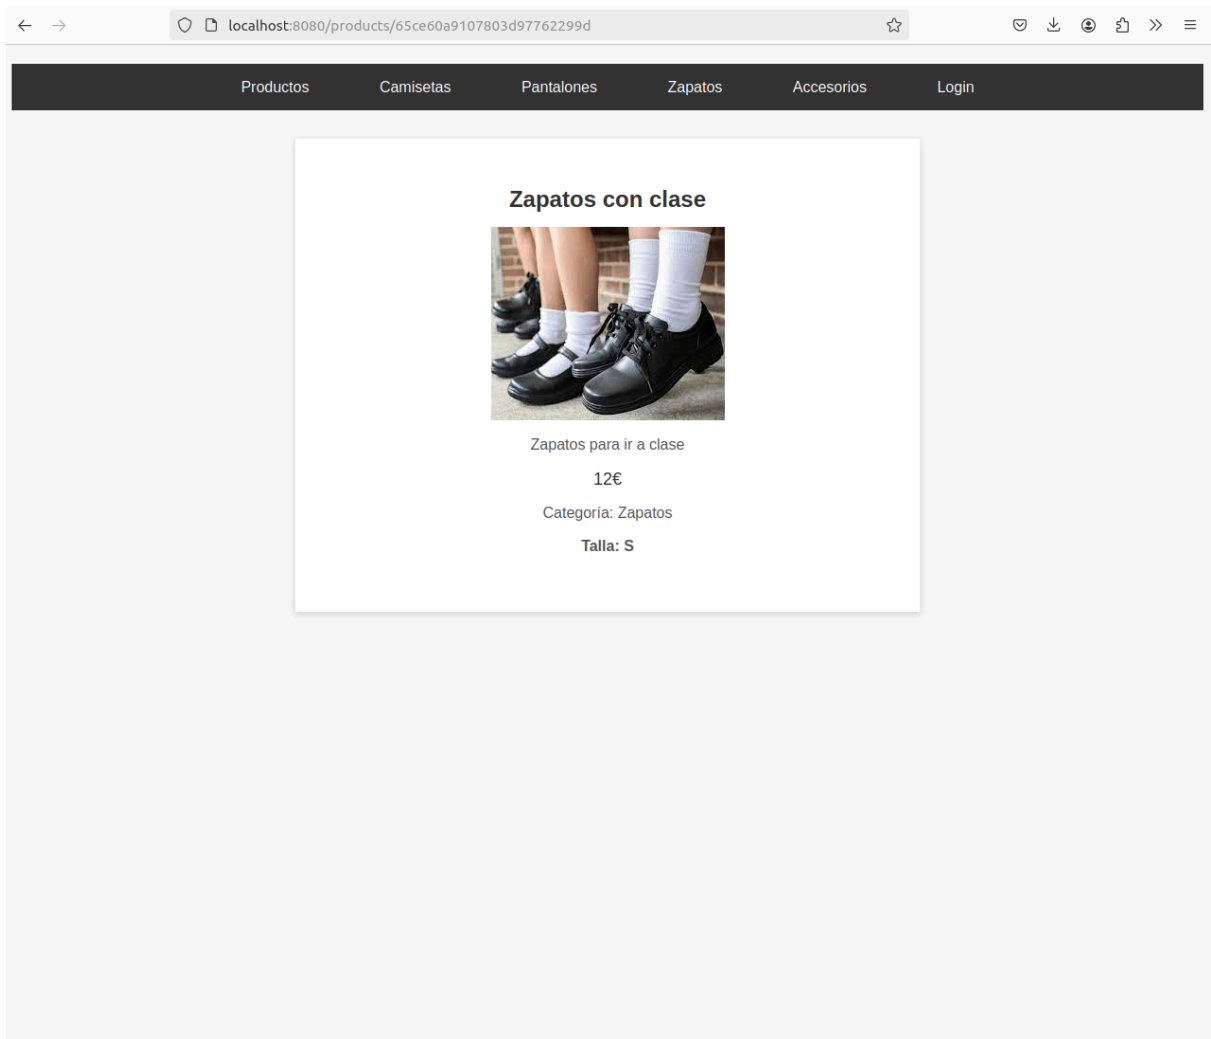 localhost:8080/products/65ce60a9107803d97762299d
Productos Camisetas Pantalones Zapatos Accesorios Login
Zapatos con clase
Zapatos para ir a clase
12€
Categoría: Zapatos
Talla: S